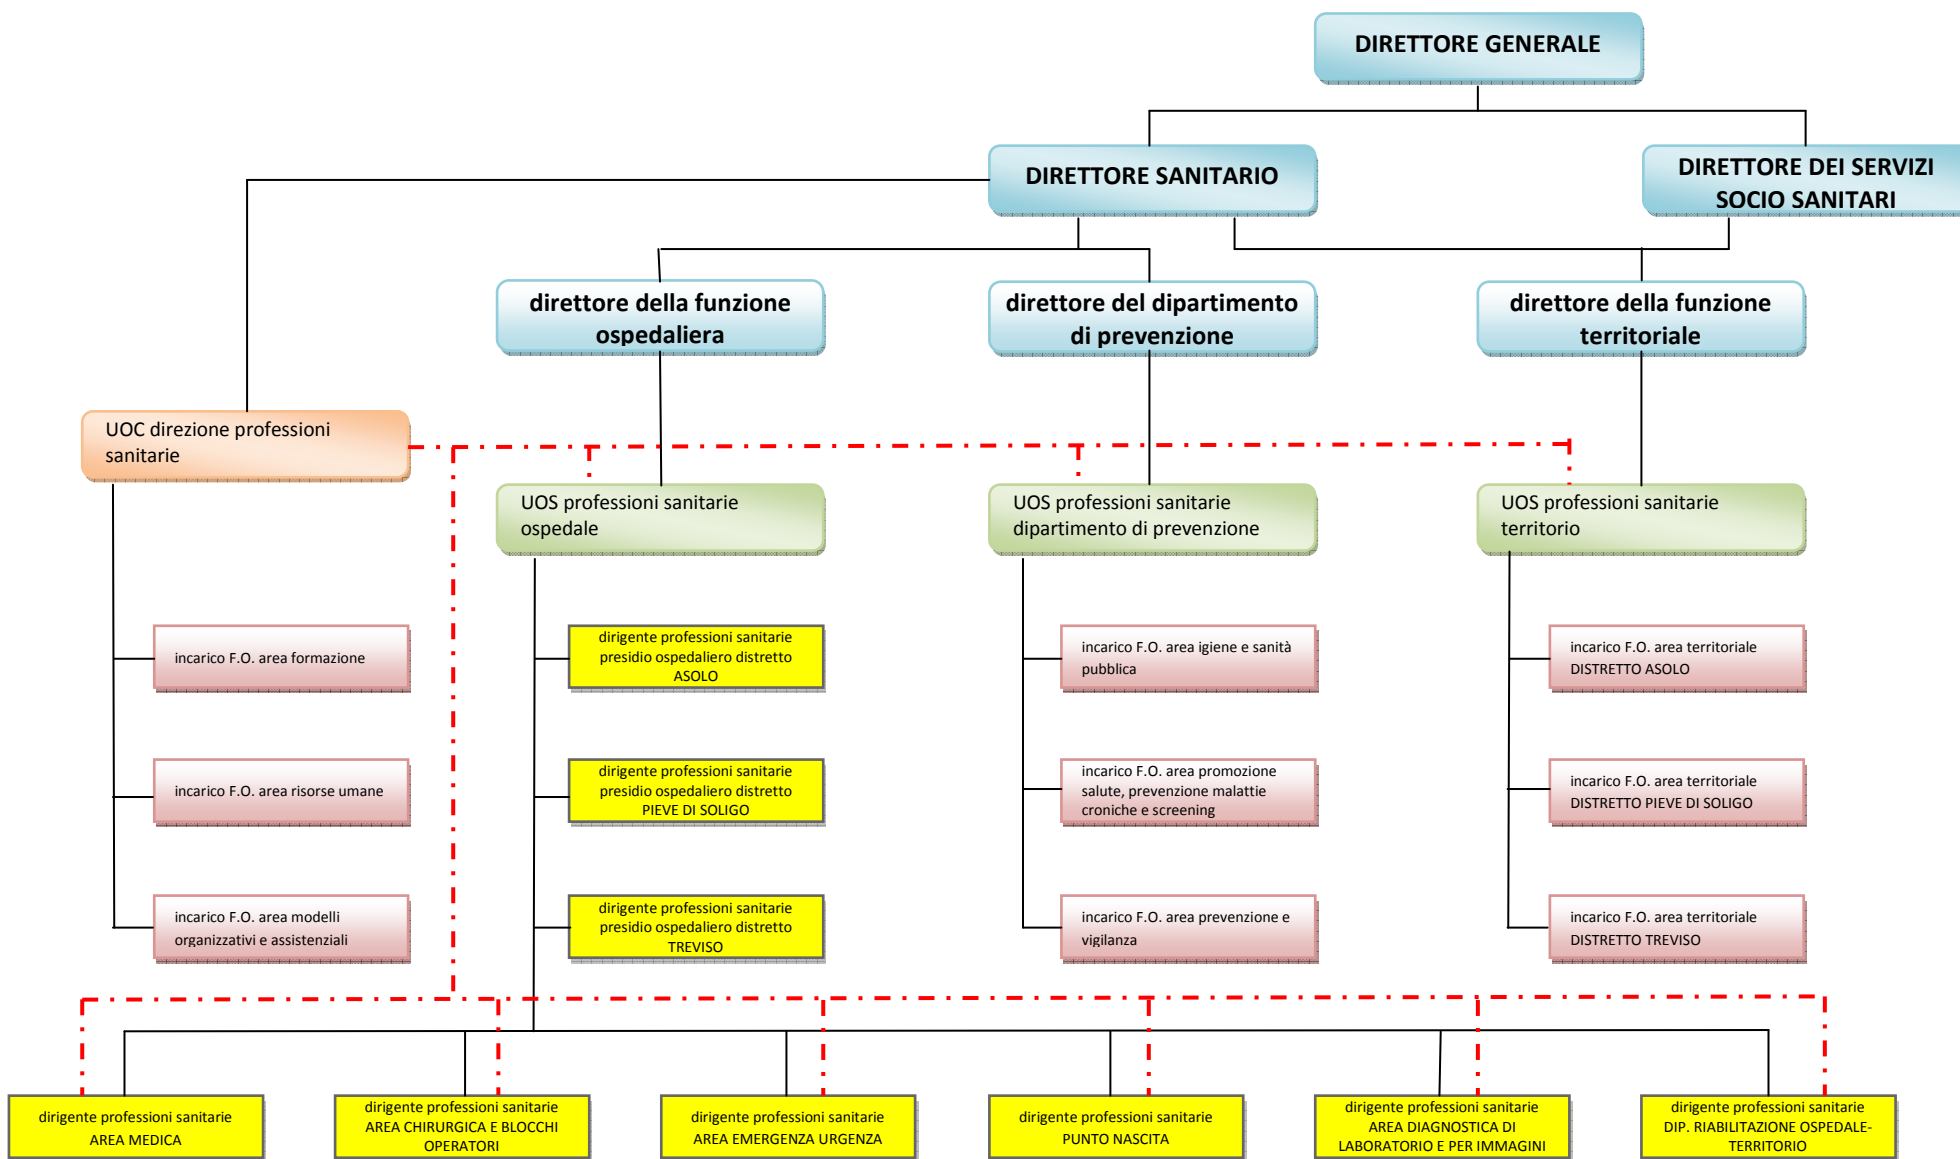 DIRETTORE GENERALE
DIRETTORE SANITARIO
DIRETTORE DEI SERVIZI
SOCIO SANITARI
direttore della funzione
ospedaliera
direttore del dipartimento
di prevenzione
direttore della funzione
territoriale
UOC direzione professioni
sanitarie
UOS professioni sanitarie
ospedale
UOS professioni sanitarie
dipartimento di prevenzione
UOS professioni sanitarie
territorio
incarico F.O. area formazione
dirigente professioni sanitarie
presidio ospedaliero distretto
ASOLO
incarico F.O. area igiene e sanità
pubblica
incarico F.O. area territoriale
DISTRETTO ASOLO
incarico F.O. area risorse umane
dirigente professioni sanitarie
presidio ospedaliero distretto
PIEVE DI SOLIGO
incarico F.O. area promozione
salute, prevenzione malattie
croniche e screening
incarico F.O. area territoriale
DISTRETTO PIEVE DI SOLIGO
incarico F.O. area modelli
organizzativi e assistenziali
dirigente professioni sanitarie
presidio ospedaliero distretto
TREVISO
incarico F.O. area prevenzione e
vigilanza
incarico F.O. area territoriale
DISTRETTO TREVISO
dirigente professioni sanitarie
AREA MEDICA
dirigente professioni sanitarie
AREA CHIRURGICA E BLOCCHI
OPERATORI
dirigente professioni sanitarie
AREA EMERGENZA URGENZA
dirigente professioni sanitarie
PUNTO NASCITA
dirigente professioni sanitarie
AREA DIAGNOSTICA DI
LABORATORIO E PER IMMAGINI
dirigente professioni sanitarie
DIP. RIABILITAZIONE OSPEDALE-
TERRITORIO